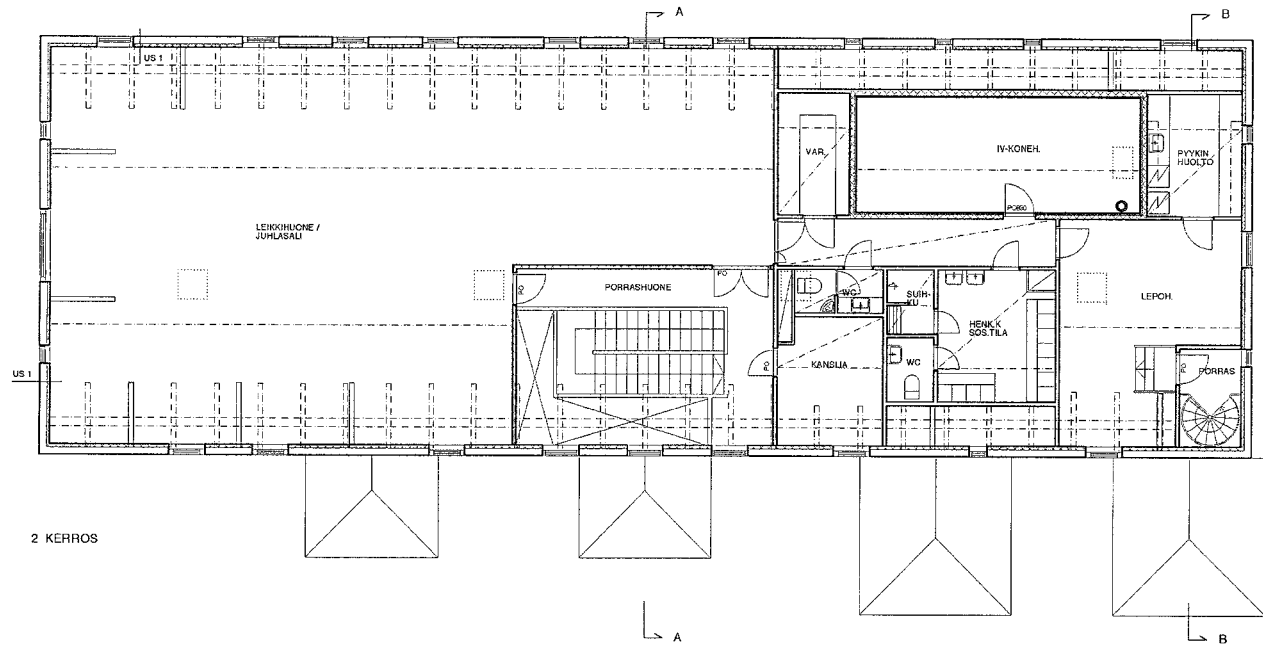 A
B
US 1
VAR.
IV-KONEH.
PYYKIN
HUOLTO
PO850
LEIKKIHUONE /
JUHLASALI
PO
PO
PORRASHUONE
WC
SUIH-
KU
HENK.K
SOS.TILA
LEPOH.
US 1
PO
KANSLIA
WC
PO
PORRAS
2 KERROS
A
B